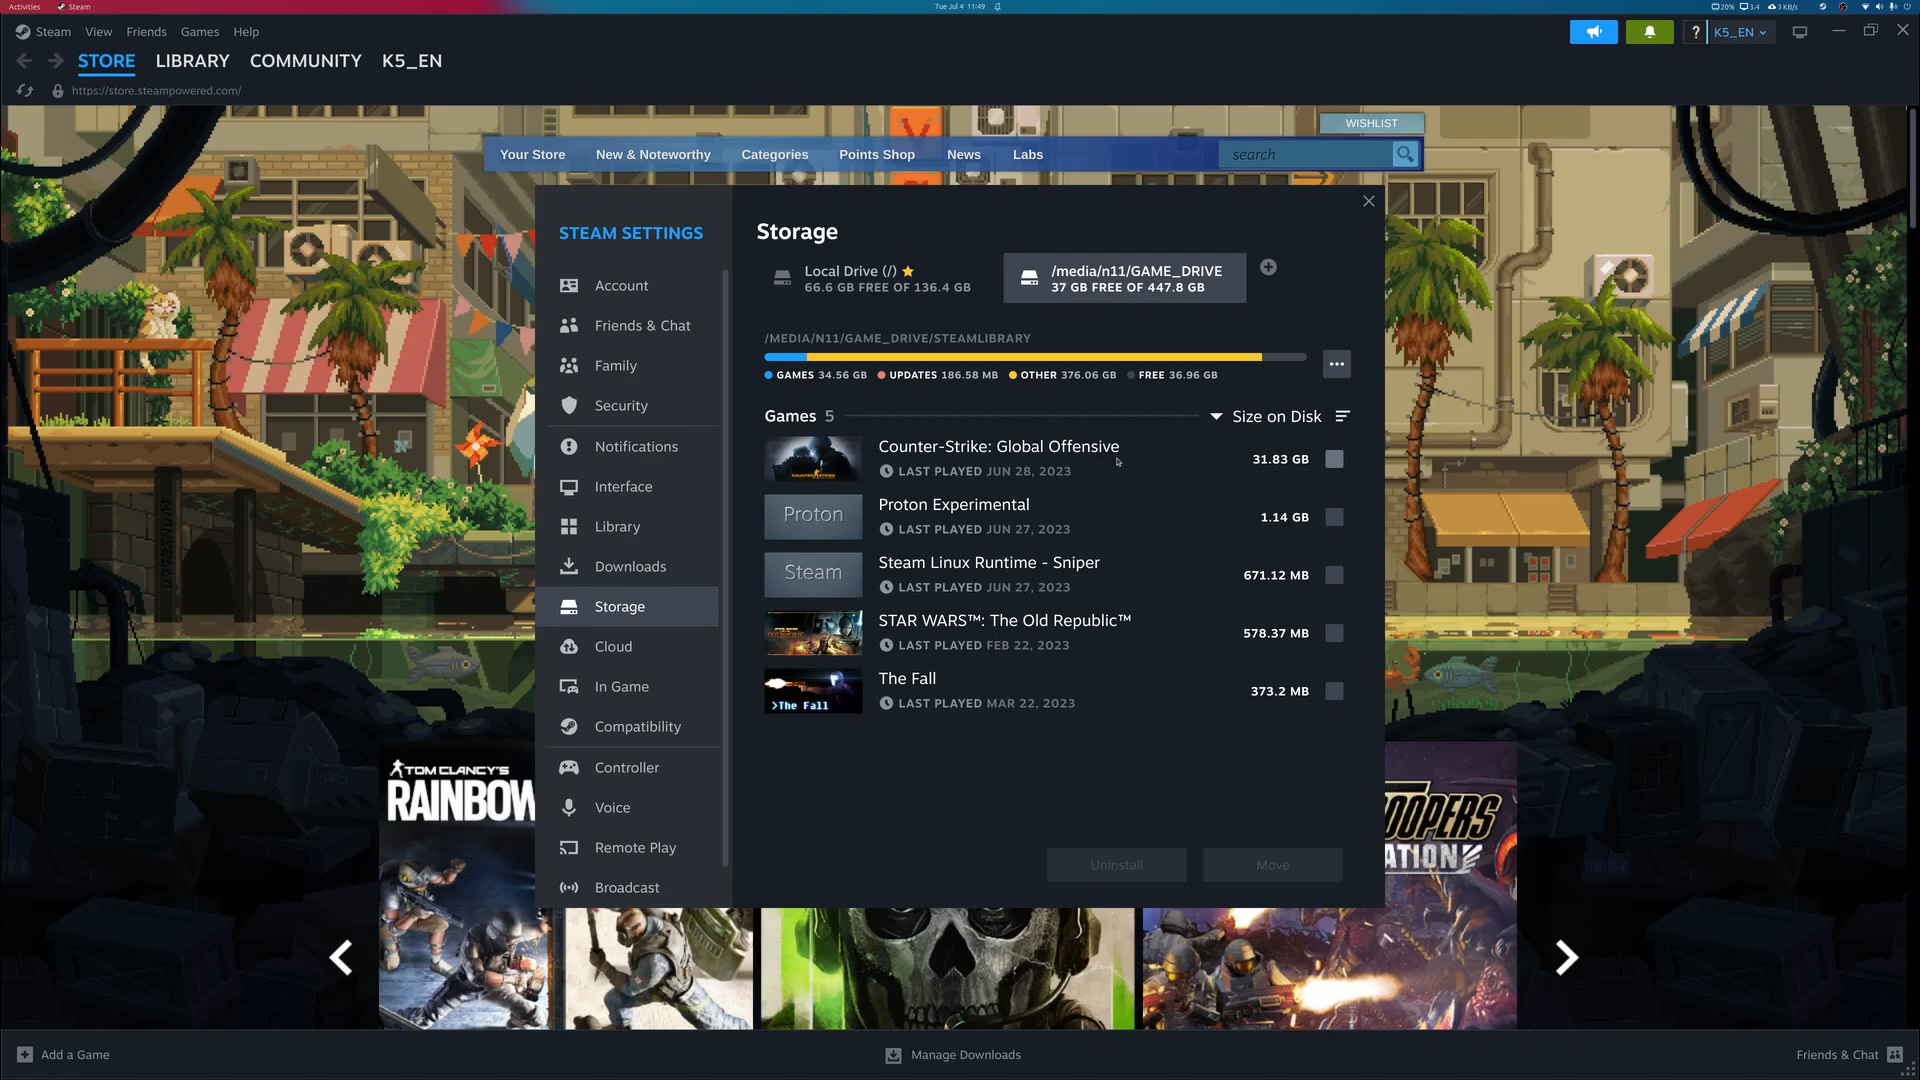 Activities Steam Tue Jul 4 11:49 20% 3.4 3 KB/s
Steam View Friends Games Help ? K5_EN
STORE LIBRARY COMMUNITY K5_EN
https://store.steampowered.com/
WISHLIST
Your Store New & Noteworthy Categories Points Shop News Labs search
STEAM SETTINGS
Account
Friends & Chat
Family
Security
Notifications
Interface
Library
Downloads
Storage
Cloud
In Game
Compatibility
Controller
Voice
Remote Play
Broadcast
Storage
Local Drive (/)
66.6 GB FREE OF 136.4 GB
/media/n11/GAME_DRIVE
37 GB FREE OF 447.8 GB
/MEDIA/N11/GAME_DRIVE/STEAMLIBRARY
GAMES 34.56 GB UPDATES 186.58 MB OTHER 376.06 GB FREE 36.96 GB
Games 5 Size on Disk
COUNTER STRIKE
Counter-Strike: Global Offensive
LAST PLAYED JUN 28, 2023
31.83 GB
Proton
Proton Experimental
LAST PLAYED JUN 27, 2023
1.14 GB
Steam
Steam Linux Runtime - Sniper
LAST PLAYED JUN 27, 2023
671.12 MB
STAR WARS™: The Old Republic™
LAST PLAYED FEB 22, 2023
578.37 MB
>The Fall
The Fall
LAST PLAYED MAR 22, 2023
373.2 MB
Uninstall Move
TOM CLANCY'S
RAINBOW
OOPERS
ATION
Add a Game Manage Downloads Friends & Chat